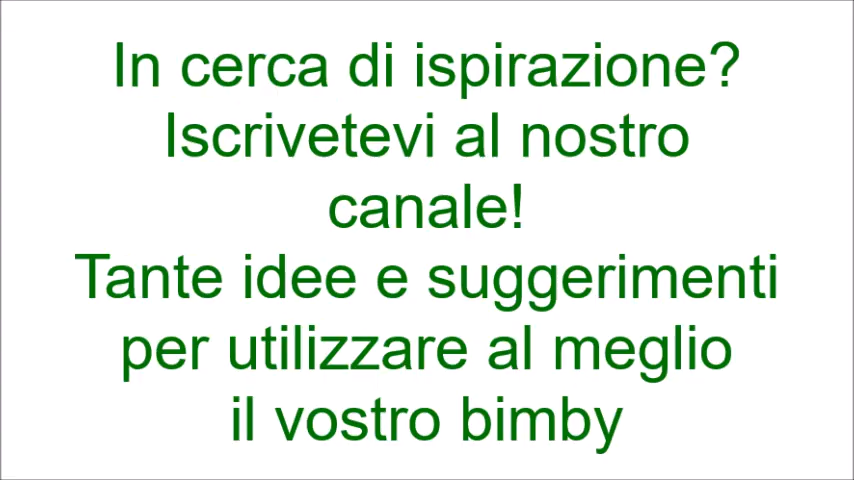 In cerca di ispirazione?
Iscrivetevi al nostro
canale!
Tante idee e suggerimenti
per utilizzare al meglio
il vostro bimby